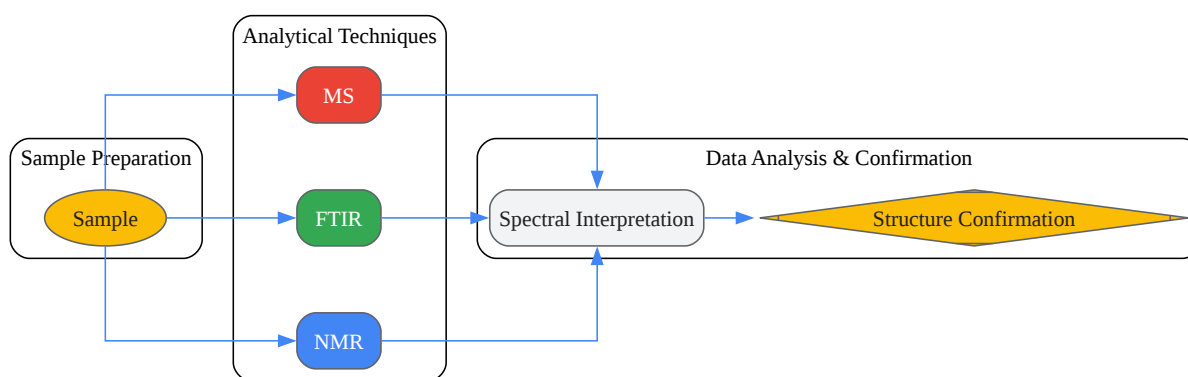 Analytical Techniques
MS
Sample Preparation
Data Analysis & Confirmation
Sample
FTIR
Spectral Interpretation
Structure Confirmation
NMR